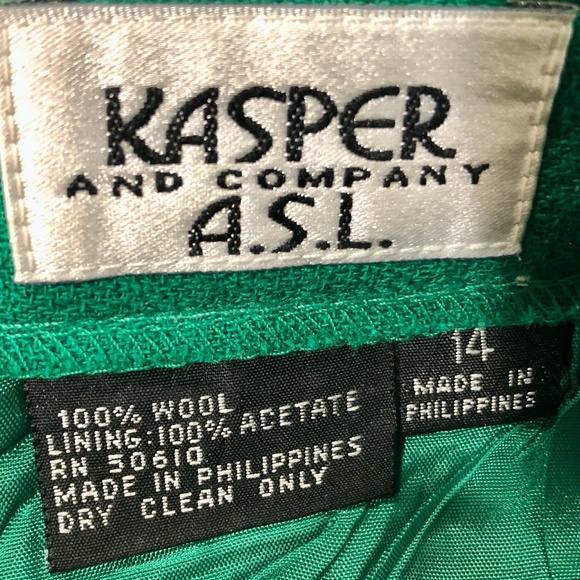 KASPER
AND COMPANY
A.S.L.
14
MADE IN
PHILIPPINES
100% WOOL
LINING: 100% ACETATE
RN 50610
MADE IN PHILIPPINES
DRY CLEAN ONLY